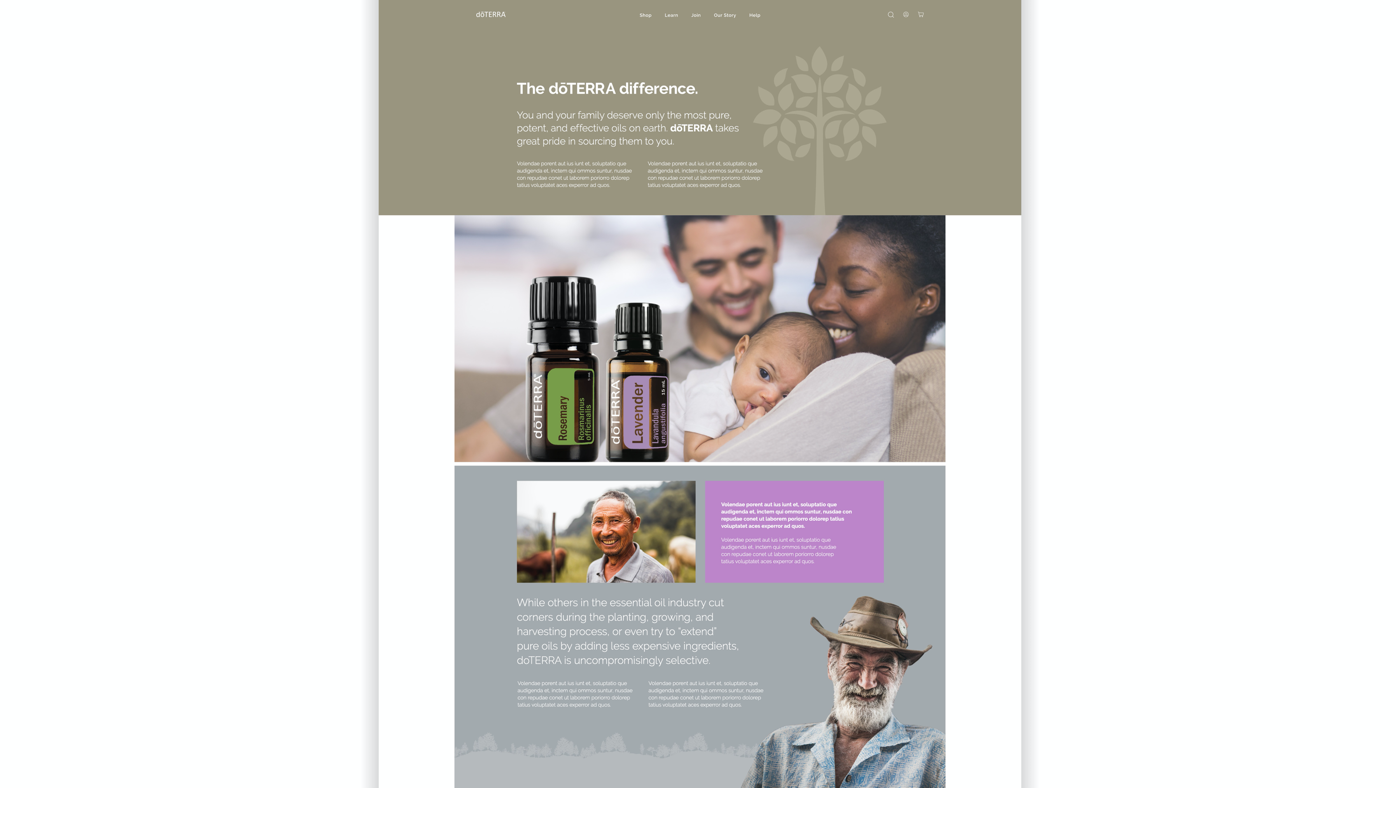 dōTERRA
Shop Learn Join Our Story Help
The dōTERRA difference.
You and your family deserve only the most pure,
potent, and effective oils on earth. dōTERRA takes
great pride in sourcing them to you.
Volendae porent aut ius iunt et, soluptatio que
audigenda et, inctem qui ommos suntur, nusdae
con repudae conet ut laborem poriorro dolorep
tatius voluptatet aces experror ad quos.
Volendae porent aut ius iunt et, soluptatio que
audigenda et, inctem qui ommos suntur, nusdae
con repudae conet ut laborem poriorro dolorep
tatius voluptatet aces experror ad quos.
dōTERRA
Rosemary
Rosmarinus
officinalis
dōTERRA
Lavender
Lavandula
angustifolia
15 mL
Volendae porent aut ius iunt et, soluptatio que
audigenda et, inctem qui ommos suntur, nusdae con
repudae conet ut laborem poriorro dolorep tatius
voluptatet aces experror ad quos.
Volendae porent aut ius iunt et, soluptatio que
audigenda et, inctem qui ommos suntur, nusdae
con repudae conet ut laborem poriorro dolorep
tatius voluptatet aces experror ad quos.
While others in the essential oil industry cut
corners during the planting, growing, and
harvesting process, or even try to “extend”
pure oils by adding less expensive ingredients,
doTERRA is uncompromisingly selective.
Volendae porent aut ius iunt et, soluptatio que
audigenda et, inctem qui ommos suntur, nusdae
con repudae conet ut laborem poriorro dolorep
tatius voluptatet aces experror ad quos.
Volendae porent aut ius iunt et, soluptatio que
audigenda et, inctem qui ommos suntur, nusdae
con repudae conet ut laborem poriorro dolorep
tatius voluptatet aces experror ad quos.